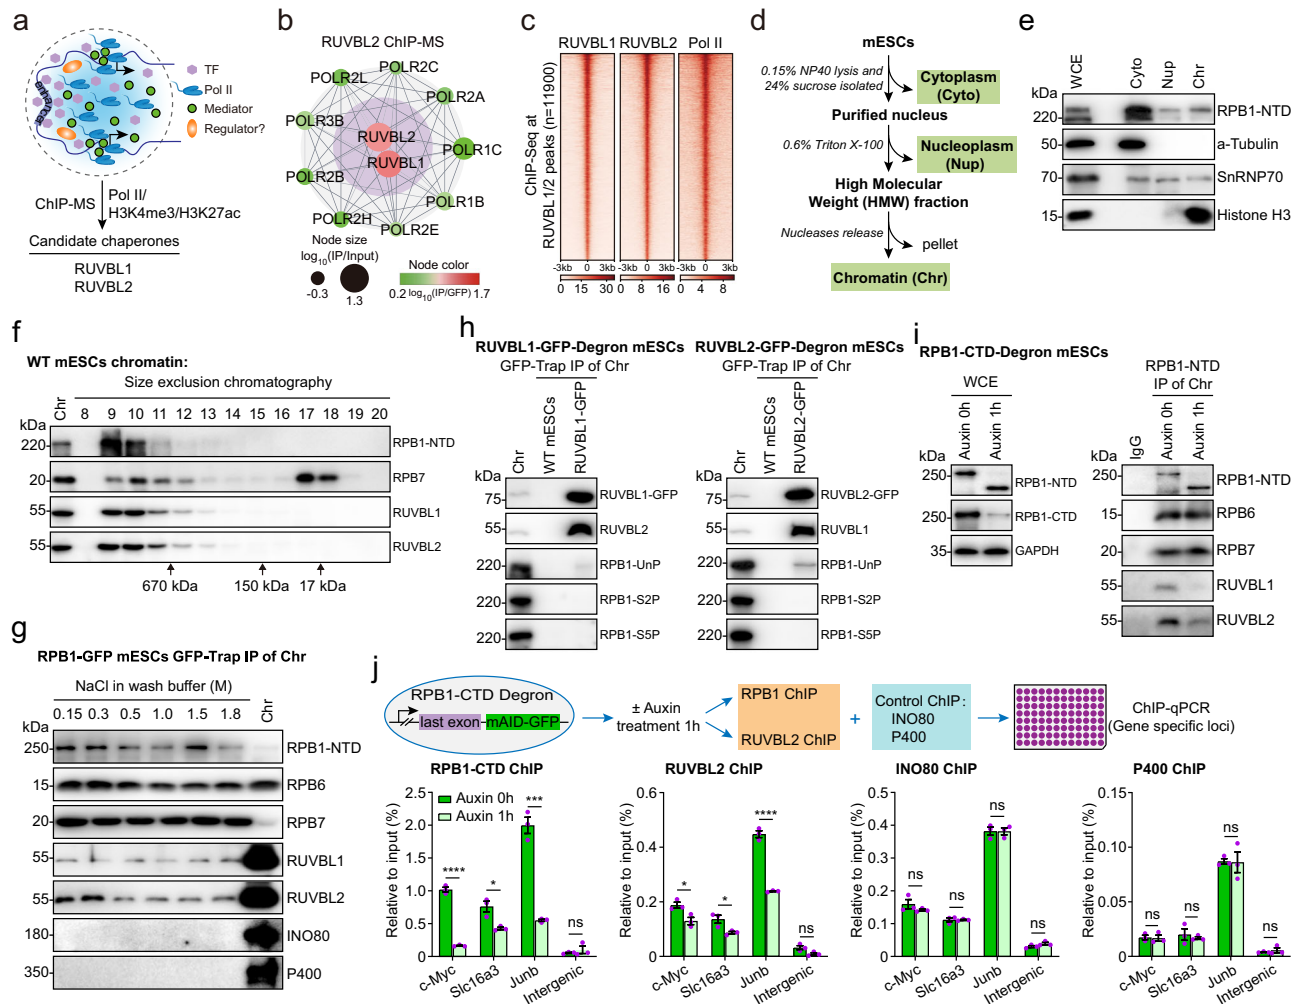 a
enhancer
TF
Pol II
Mediator
Regulator?
ChIP-MS
Pol II/
H3K4me3/H3K27ac
Candidate chaperones
RUVBL1
RUVBL2
b
RUVBL2 ChIP-MS
POLR2C
POLR2L
POLR2A
POLR3B
RUVBL2
RUVBL1
POLR1C
POLR2B
POLR1B
POLR2H
POLR2E
Node size
log10(IP/Input)
-0.3
1.3
Node color
0.2 log10(IP/GFP) 1.7
c
RUVBL1 RUVBL2 Pol II
ChIP-Seq at
RUVBL1/2 peaks (n=11900)
-3kb 0 3kb -3kb 0 3kb -3kb 0 3kb
0 15 30 0 8 16 0 4 8
d
mESCs
0.15% NP40 lysis and
24% sucrose isolated
Cytoplasm
(Cyto)
Purified nucleus
0.6% Triton X-100
Nucleoplasm
(Nup)
High Molecular
Weight (HMW) fraction
Nucleases release
pellet
Chromatin (Chr)
e
WCE Cyto Nup Chr
kDa
220 RPB1-NTD
50 a-Tubulin
70 SnRNP70
15 Histone H3
f
WT mESCs chromatin:
Size exclusion chromatography
Chr 8 9 10 11 12 13 14 15 16 17 18 19 20
kDa
220 RPB1-NTD
20 RPB7
55 RUVBL1
55 RUVBL2
670 kDa 150 kDa 17 kDa
g
RPB1-GFP mESCs GFP-Trap IP of Chr
NaCl in wash buffer (M)
0.15 0.3 0.5 1.0 1.5 1.8 Chr
kDa
250 RPB1-NTD
15 RPB6
20 RPB7
55 RUVBL1
55 RUVBL2
180 INO80
350 P400
h
RUVBL1-GFP-Degron mESCs
GFP-Trap IP of Chr
Chr WT mESCs RUVBL1-GFP
kDa
75 RUVBL1-GFP
55 RUVBL2
220 RPB1-UnP
220 RPB1-S2P
220 RPB1-S5P
RUVBL2-GFP-Degron mESCs
GFP-Trap IP of Chr
Chr WT mESCs RUVBL2-GFP
kDa
75 RUVBL2-GFP
55 RUVBL1
220 RPB1-UnP
220 RPB1-S2P
220 RPB1-S5P
i
RPB1-CTD-Degron mESCs
WCE
Auxin 0h Auxin 1h
kDa
250 RPB1-NTD
250 RPB1-CTD
35 GAPDH
RPB1-NTD
IP of Chr
IgG Auxin 0h Auxin 1h
kDa
250 RPB1-NTD
15 RPB6
20 RPB7
55 RUVBL1
55 RUVBL2
j
RPB1-CTD Degron
last exon mAID-GFP
± Auxin
treatment 1h
RPB1 ChIP
RUVBL2 ChIP
+
Control ChIP:
INO80
P400
ChIP-qPCR
(Gene specific loci)
RPB1-CTD ChIP
Relative to input (%)
2.5
2.0
1.5
1.0
0.5
0
Auxin 0h
Auxin 1h
**** * *** ns
c-Myc Slc16a3 Junb Intergenic
RUVBL2 ChIP
Relative to input (%)
0.6
0.4
0.2
0
* * **** ns
c-Myc Slc16a3 Junb Intergenic
INO80 ChIP
Relative to input (%)
0.5
0.4
0.3
0.2
0.1
0
ns ns ns ns
c-Myc Slc16a3 Junb Intergenic
P400 ChIP
Relative to input (%)
0.15
0.10
0.05
0
ns ns ns ns
c-Myc Slc16a3 Junb Intergenic